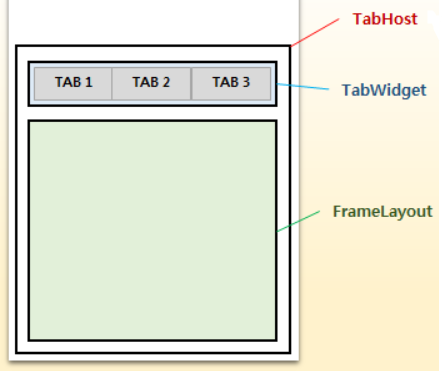 TabHost
TAB 1 TAB 2 TAB 3
TabWidget
FrameLayout